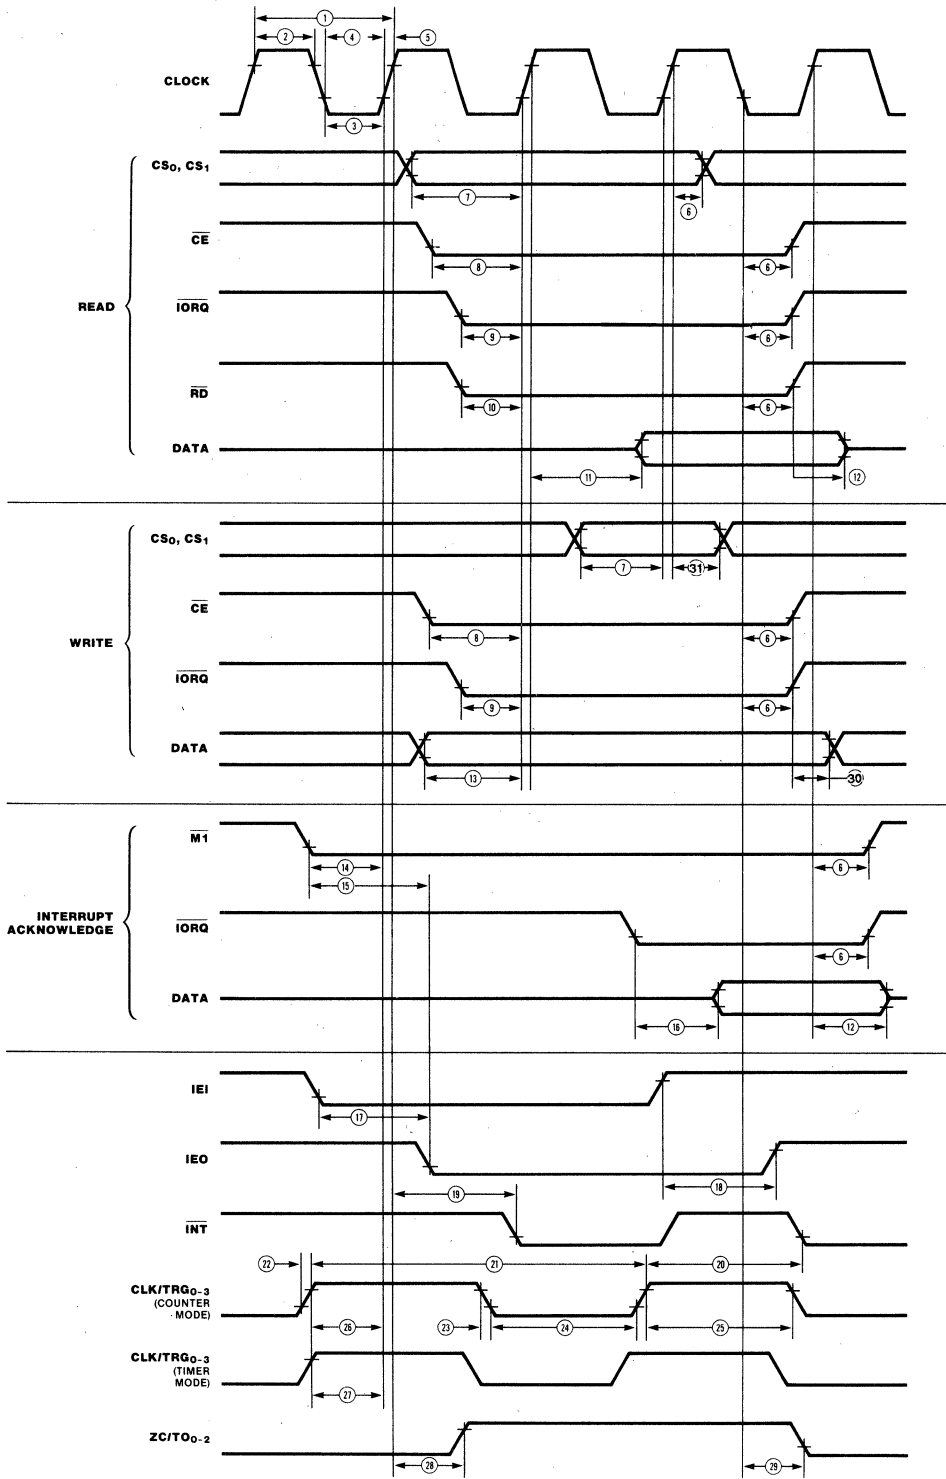 1
2 4 5
CLOCK
3
CS0, CS1
7 6
CE
8 6
READ
IORQ
9 6
RD
10 6
DATA
11 12
CS0, CS1
7 31
CE
8 6
WRITE
IORQ
9 6
DATA
13 30
M1
14 6
15
INTERRUPT
ACKNOWLEDGE
IORQ
6
DATA
16 12
IEI
17
IEO
18
19
INT
22 21 20
CLK/TRG0-3
(COUNTER
MODE)
26 23 24 25
CLK/TRG0-3
(TIMER
MODE)
27
ZC/TO0-2
28 29